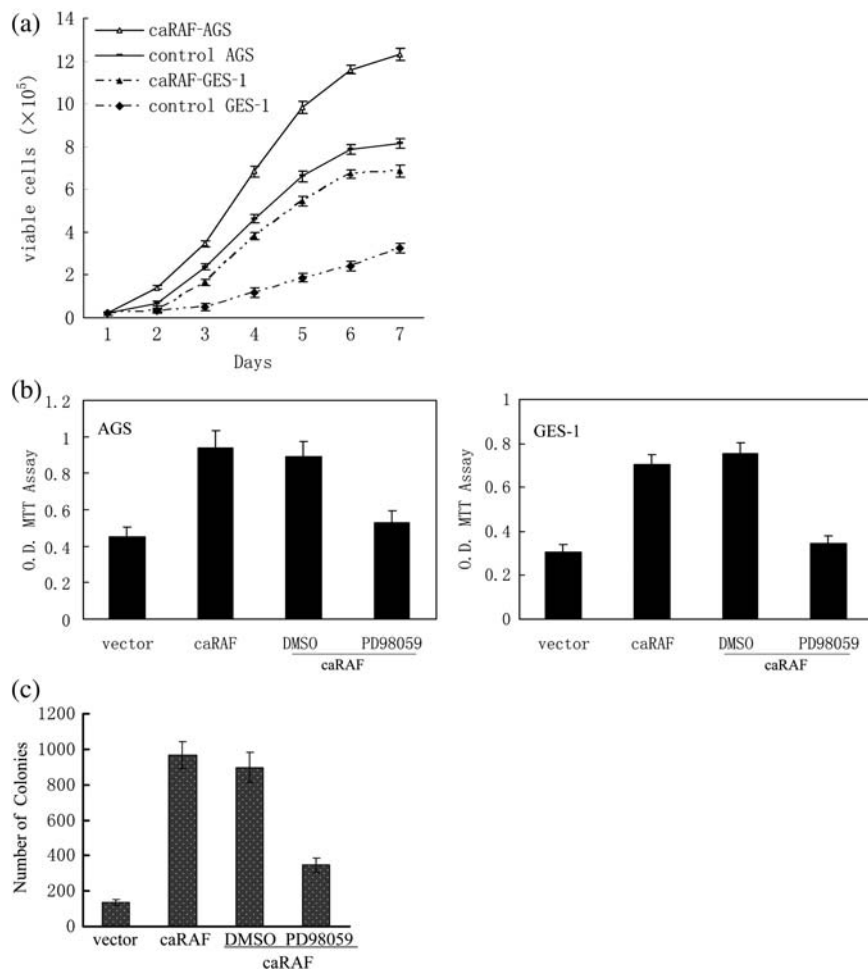 (a)
14
12
10
8
6
4
2
0
viable cells (×10⁵)
caRAF-AGS
control AGS
caRAF-GES-1
control GES-1
1 2 3 4 5 6 7
Days
(b)
1.2
1
0.8
0.6
0.4
0.2
0
O.D. MTT Assay
AGS
vector caRAF DMSO PD98059
caRAF
1
0.8
0.6
0.4
0.2
0
O.D. MTT Assay
GES-1
vector caRAF DMSO PD98059
caRAF
(c)
1200
1000
800
600
400
200
0
Number of Colonies
vector caRAF DMSO PD98059
caRAF